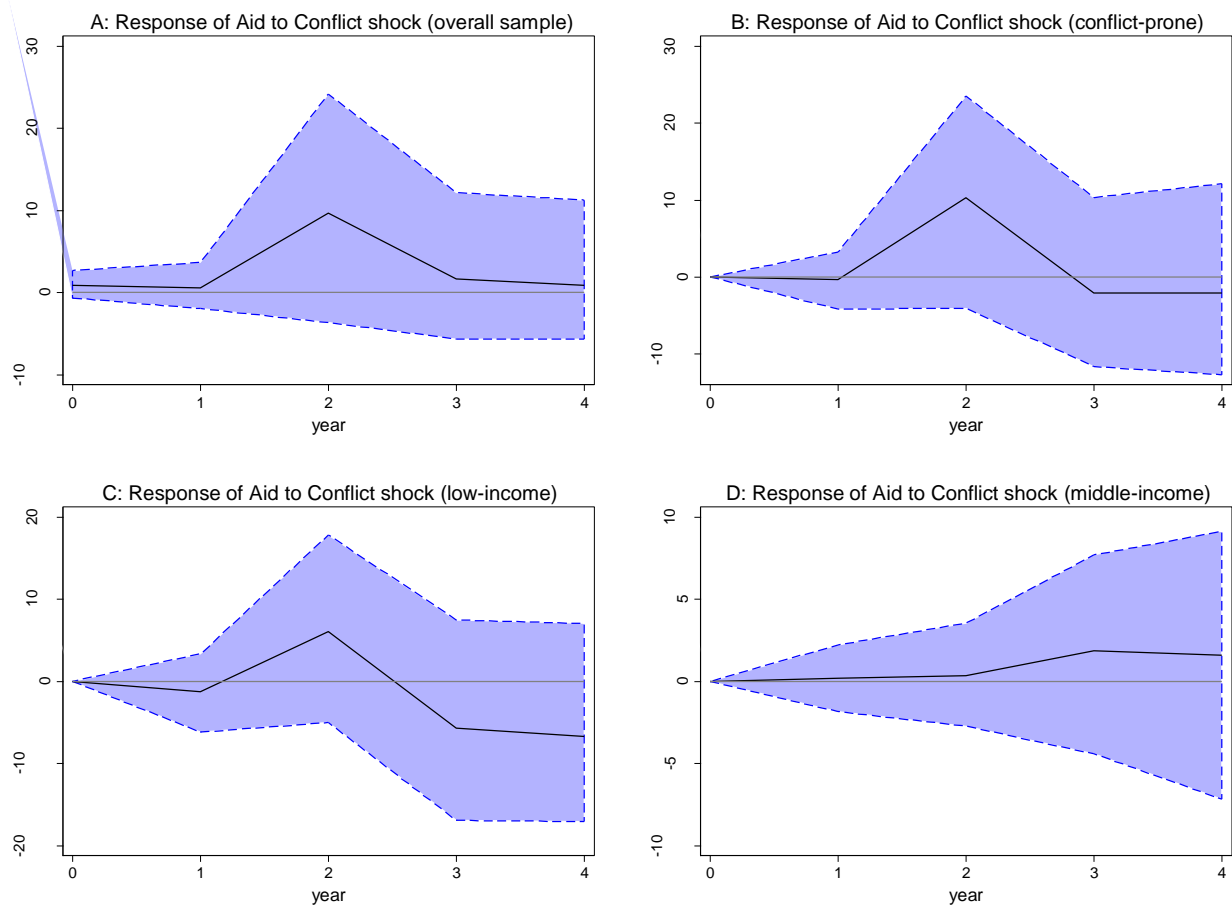 A: Response of Aid to Conflict shock (overall sample)
30
20
10
0
-10
0 1 2 3 4
year
B: Response of Aid to Conflict shock (conflict-prone)
30
20
10
0
-10
0 1 2 3 4
year
C: Response of Aid to Conflict shock (low-income)
20
10
0
-10
-20
0 1 2 3 4
year
D: Response of Aid to Conflict shock (middle-income)
10
5
0
-5
-10
0 1 2 3 4
year